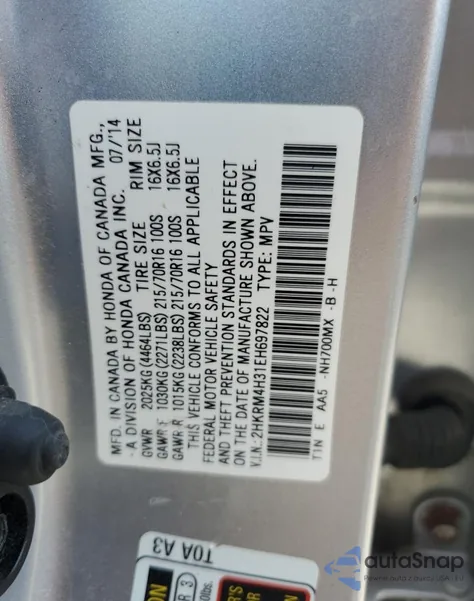 MFD. IN CANADA BY HONDA OF CANADA MFG.,
- A DIVISION OF HONDA CANADA INC. 07/'14
GVWR 2025KG(4464LBS) TIRE SIZE RIM SIZE
GAWR F 1030KG(2271LBS)215/70R16 100S 16X6.5J
GAWR R 1015KG(2238LBS)215/70R16 100S 16X6.5J
THIS VEHICLE CONFORMS TO ALL APPLICABLE
FEDERAL MOTOR VEHICLE SAFETY
AND THEFT PREVENTION STANDARDS IN EFFECT
ON THE DATE OF MANUFACTURE SHOWN ABOVE.
V.I.N.:2HKRM4H31EH697822 TYPE: MPV
T1N E AA5 -NH700MX -B -H
T0A A3
autoSnap